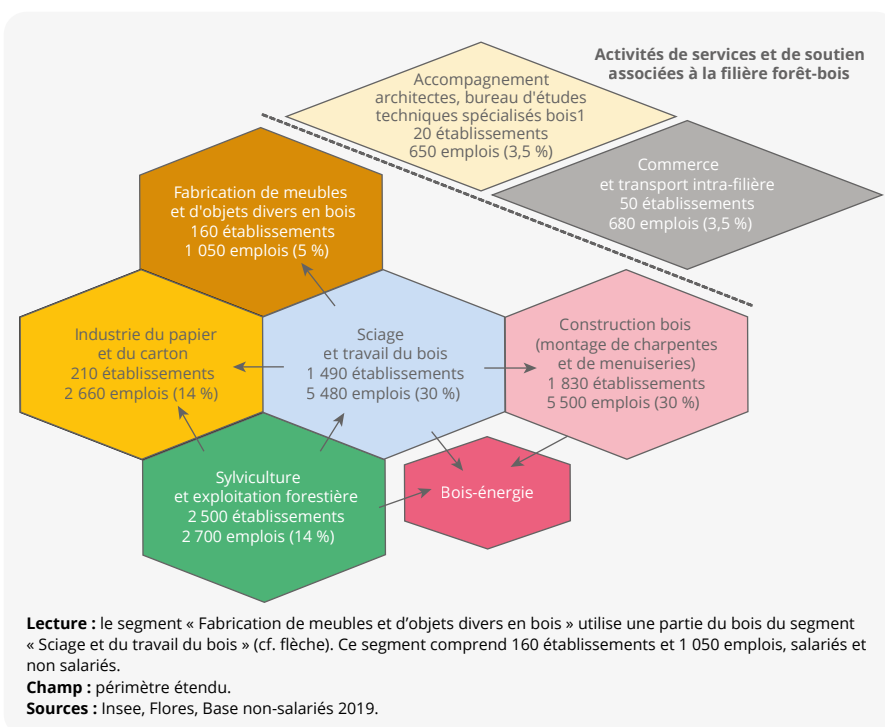 Activités de services et de soutien
associées à la filière forêt-bois
Accompagnement
architectes, bureau d'études
techniques spécialisés bois1
20 établissements
650 emplois (3,5 %)
Commerce
et transport intra-filière
50 établissements
680 emplois (3,5 %)
Fabrication de meubles
et d'objets divers en bois
160 établissements
1 050 emplois (5 %)
Industrie du papier
et du carton
210 établissements
2 660 emplois (14 %)
Sciage
et travail du bois
1 490 établissements
5 480 emplois (30 %)
Construction bois
(montage de charpentes
et de menuiseries)
1 830 établissements
5 500 emplois (30 %)
Sylviculture
et exploitation forestière
2 500 établissements
2 700 emplois (14 %)
Bois-énergie
Lecture : le segment « Fabrication de meubles et d’objets divers en bois » utilise une partie du bois du segment
« Sciage et du travail du bois » (cf. flèche). Ce segment comprend 160 établissements et 1 050 emplois, salariés et
non salariés.
Champ : périmètre étendu.
Sources : Insee, Flores, Base non-salariés 2019.